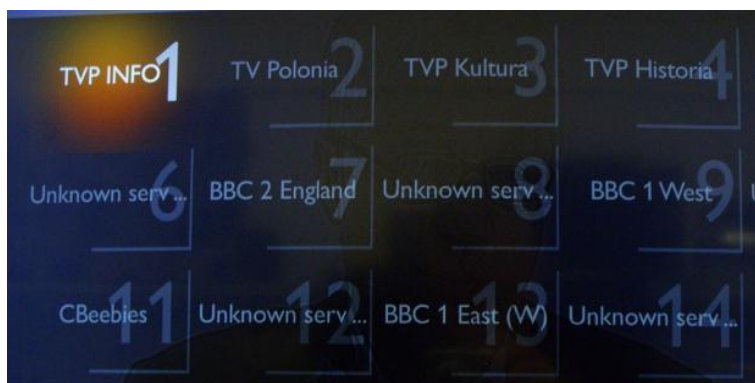 TVP INFO 1 TV Polonia 2 TVP Kultura 3 TVP Historia 4
Unknown serv... 6 BBC 2 England 7 Unknown serv... 8 BBC 1 West 9
CBeebies 11 Unknown serv... 12 BBC 1 East (W) 13 Unknown serv... 14